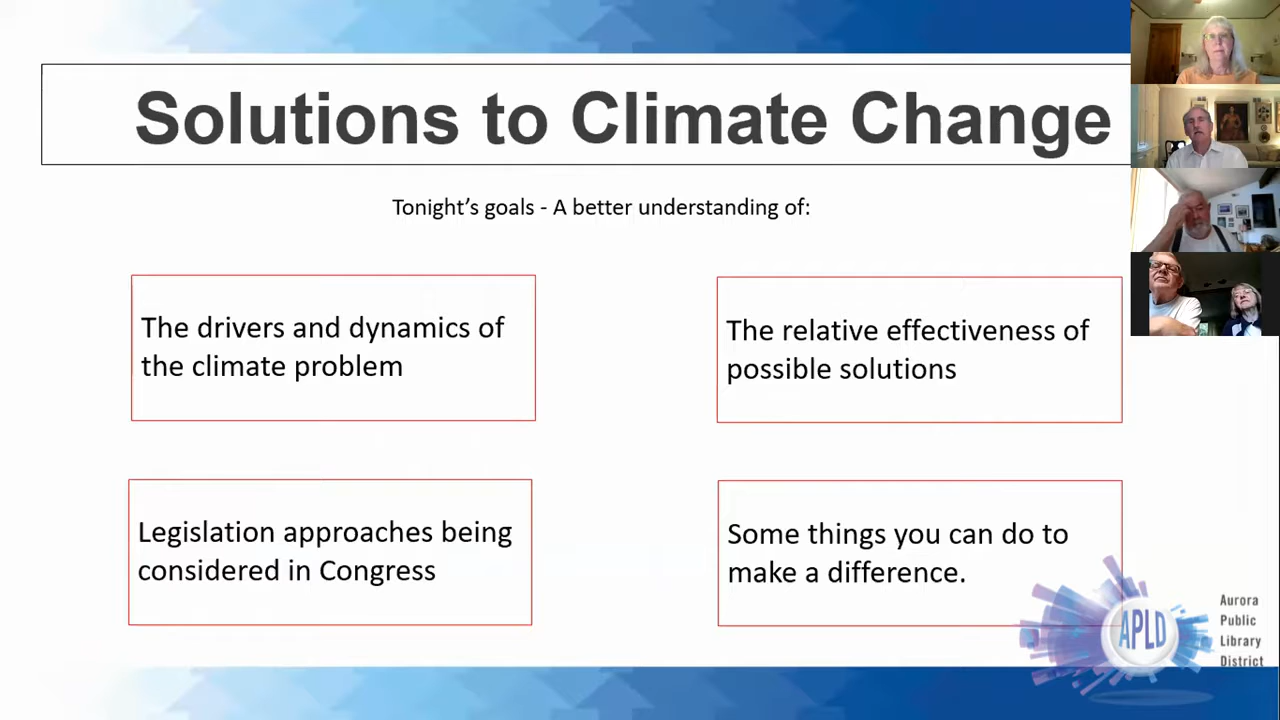 Solutions to Climate Change
Tonight's goals - A better understanding of:
The drivers and dynamics of
the climate problem
The relative effectiveness of
possible solutions
Legislation approaches being
considered in Congress
Some things you can do to
make a difference.
APLD
Aurora
Public
Library
District